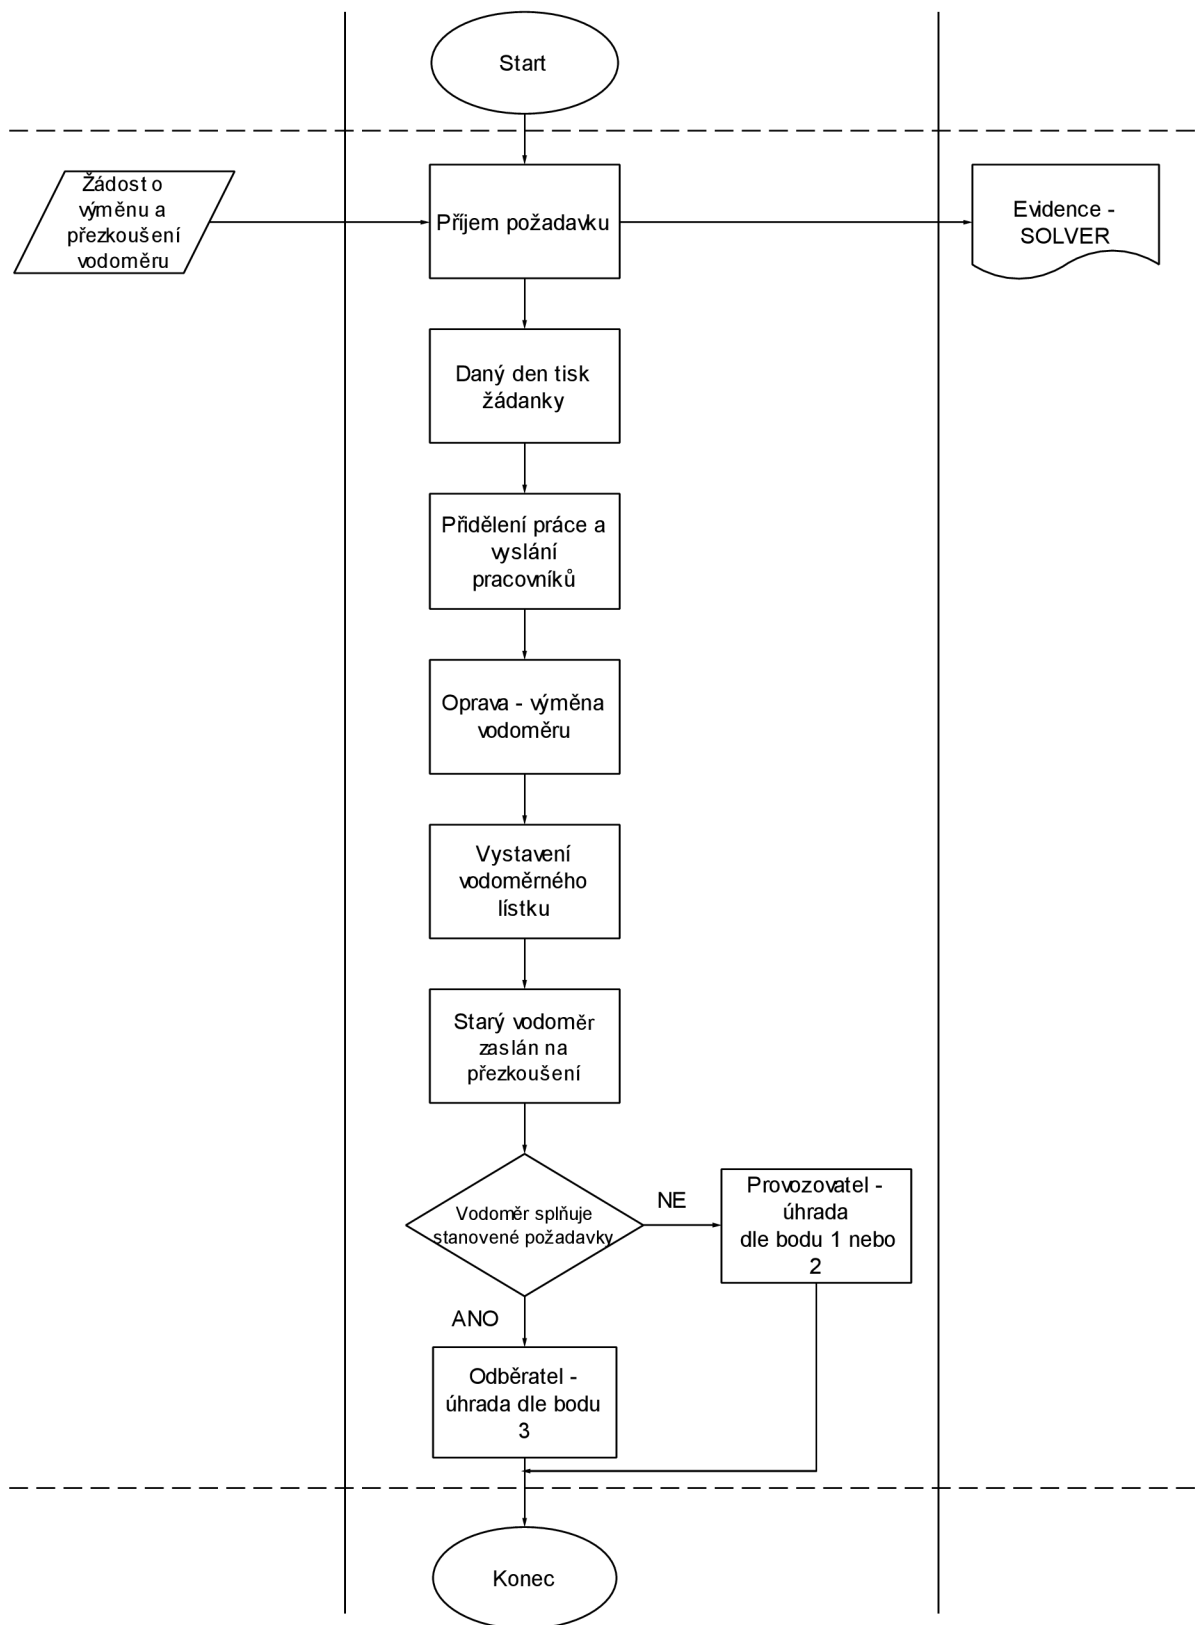 Start
Žádost o
výměnu a
přezkoušení
vodoměru
Příjem požadavku
Evidence -
SOLVER
Daný den tisk
žádanky
Přidělení práce a
vyslání
pracovníků
Oprava - výměna
vodoměru
Vystavení
vodoměrného
lístku
Starý vodoměr
zaslán na
přezkoušení
Vodoměr splňuje
stanovené požadavky
NE
Provozovatel -
úhrada
dle bodu 1 nebo
2
ANO
Odběratel -
úhrada dle bodu
3
Konec